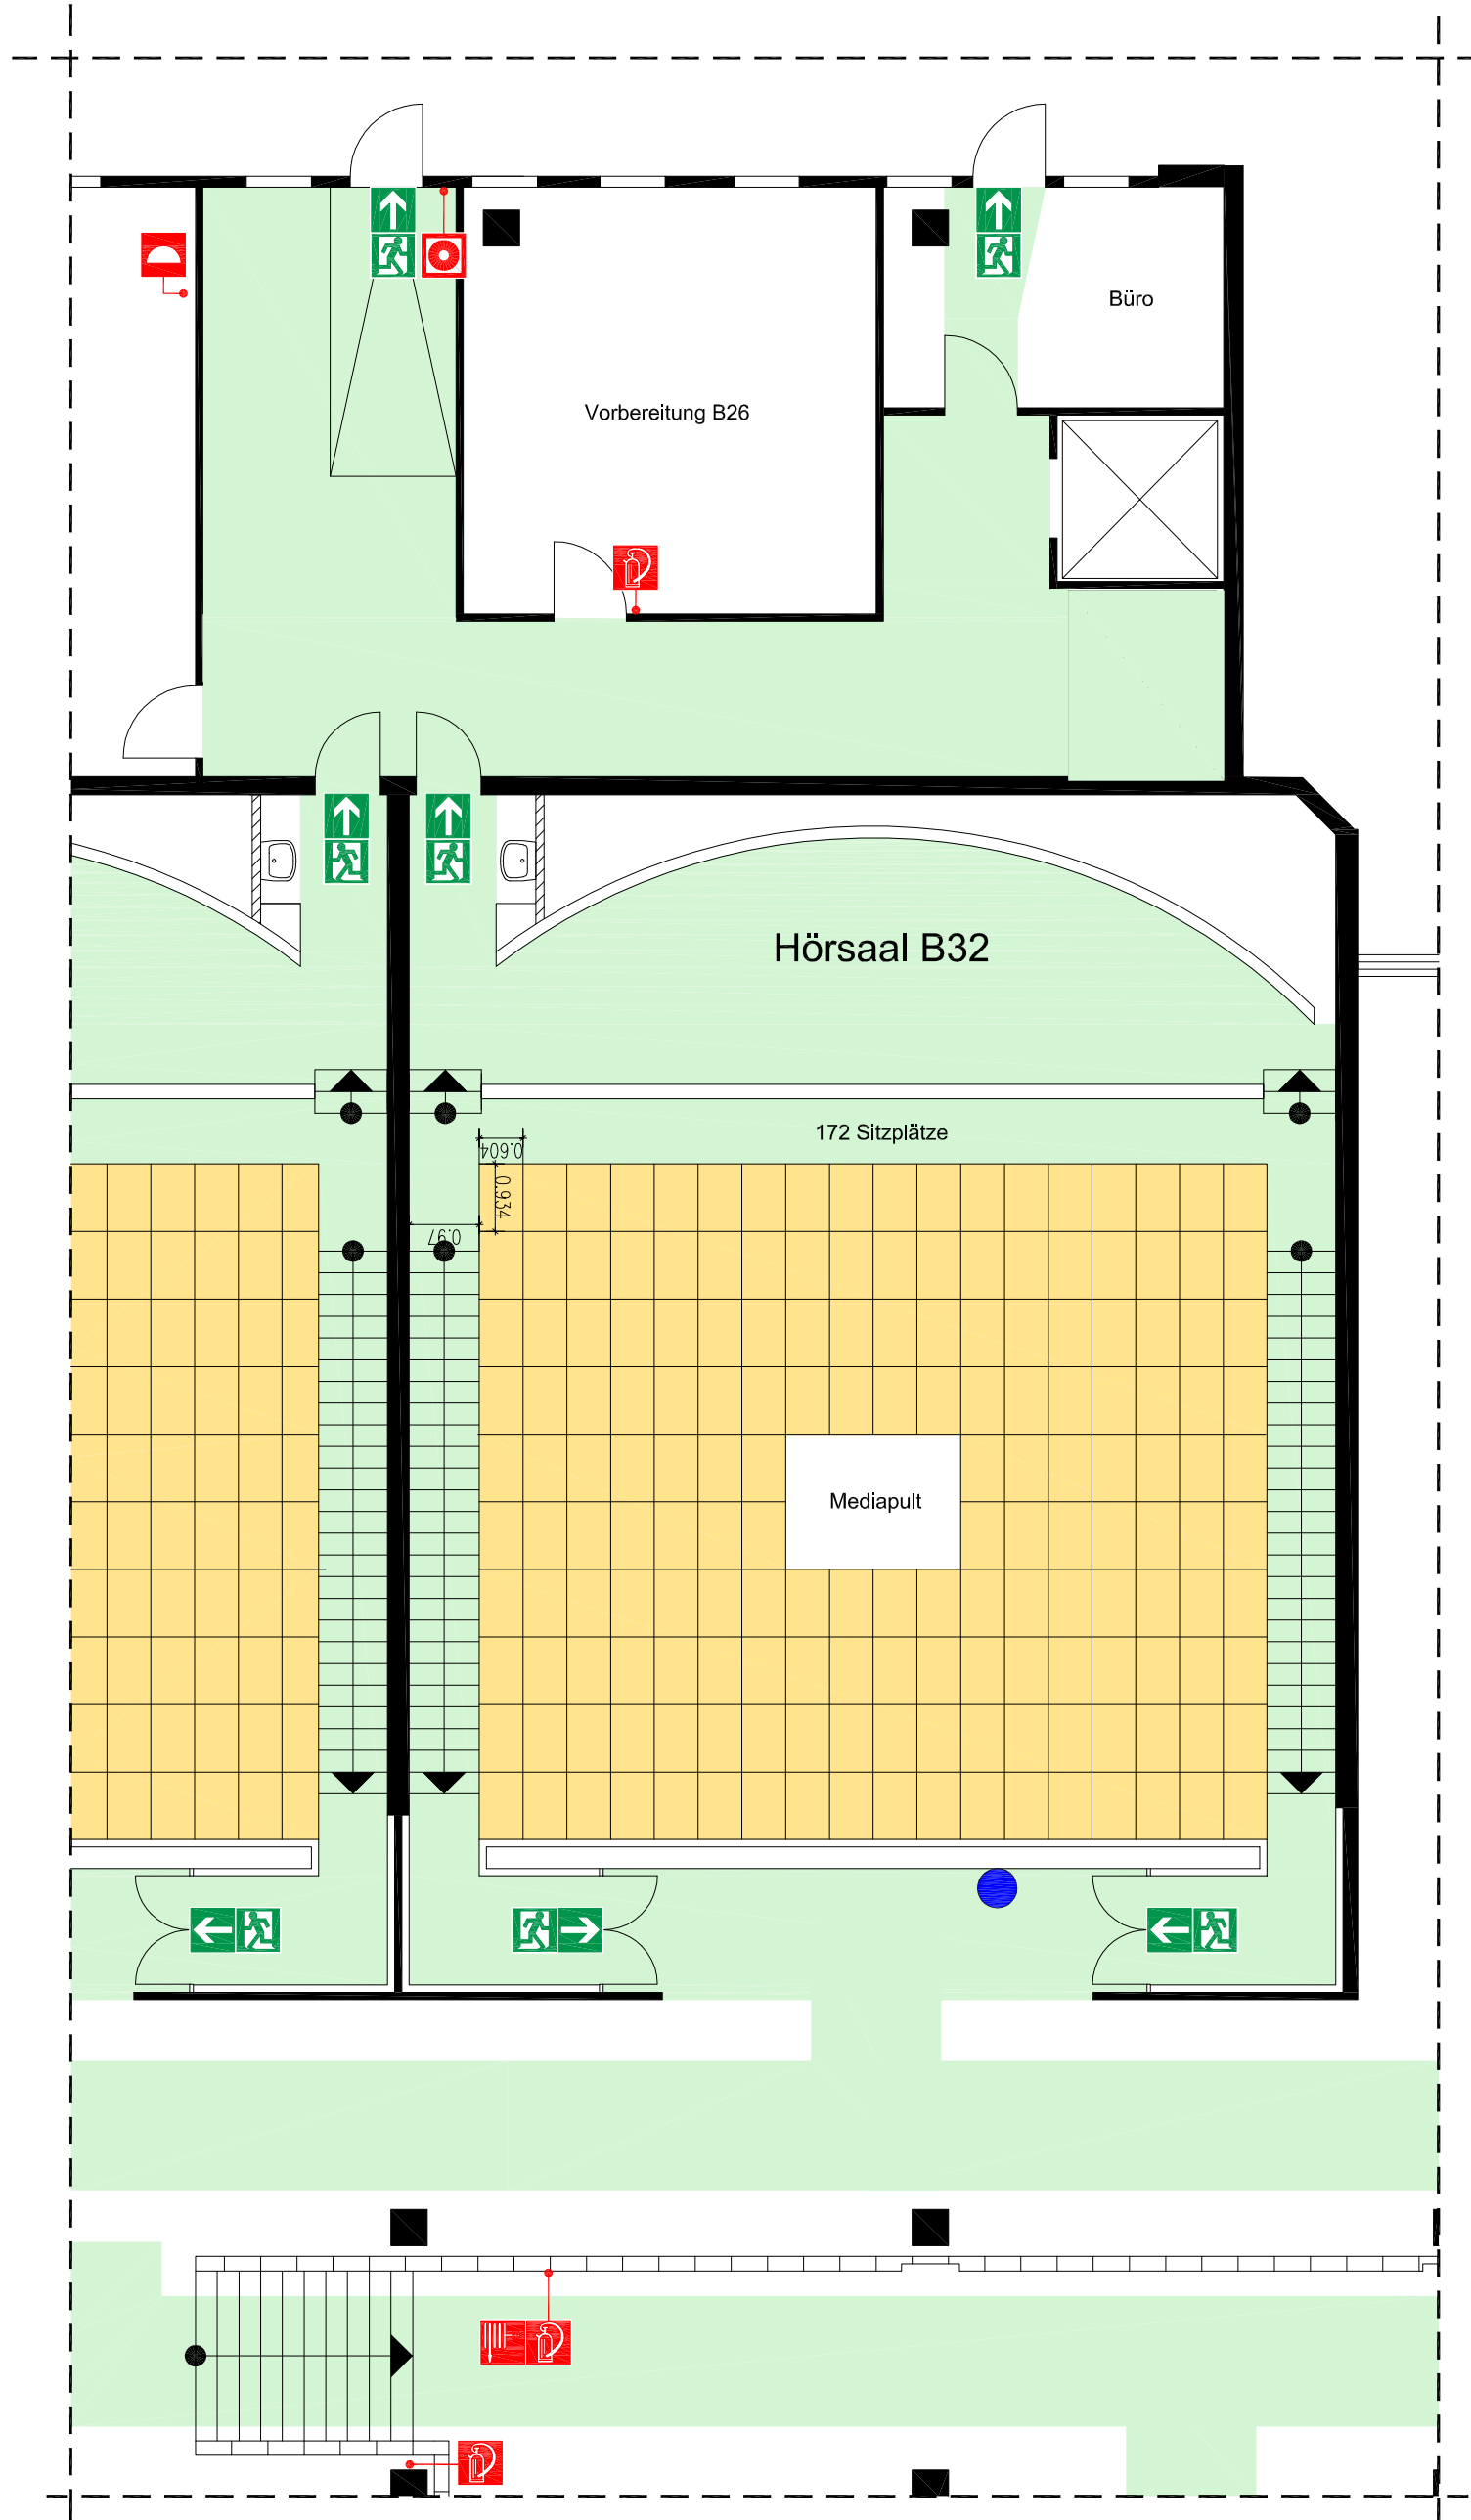 Büro
Vorbereitung B26
Hörsaal B32
172 Sitzplätze
0.604
0.934
0.97
Mediapult